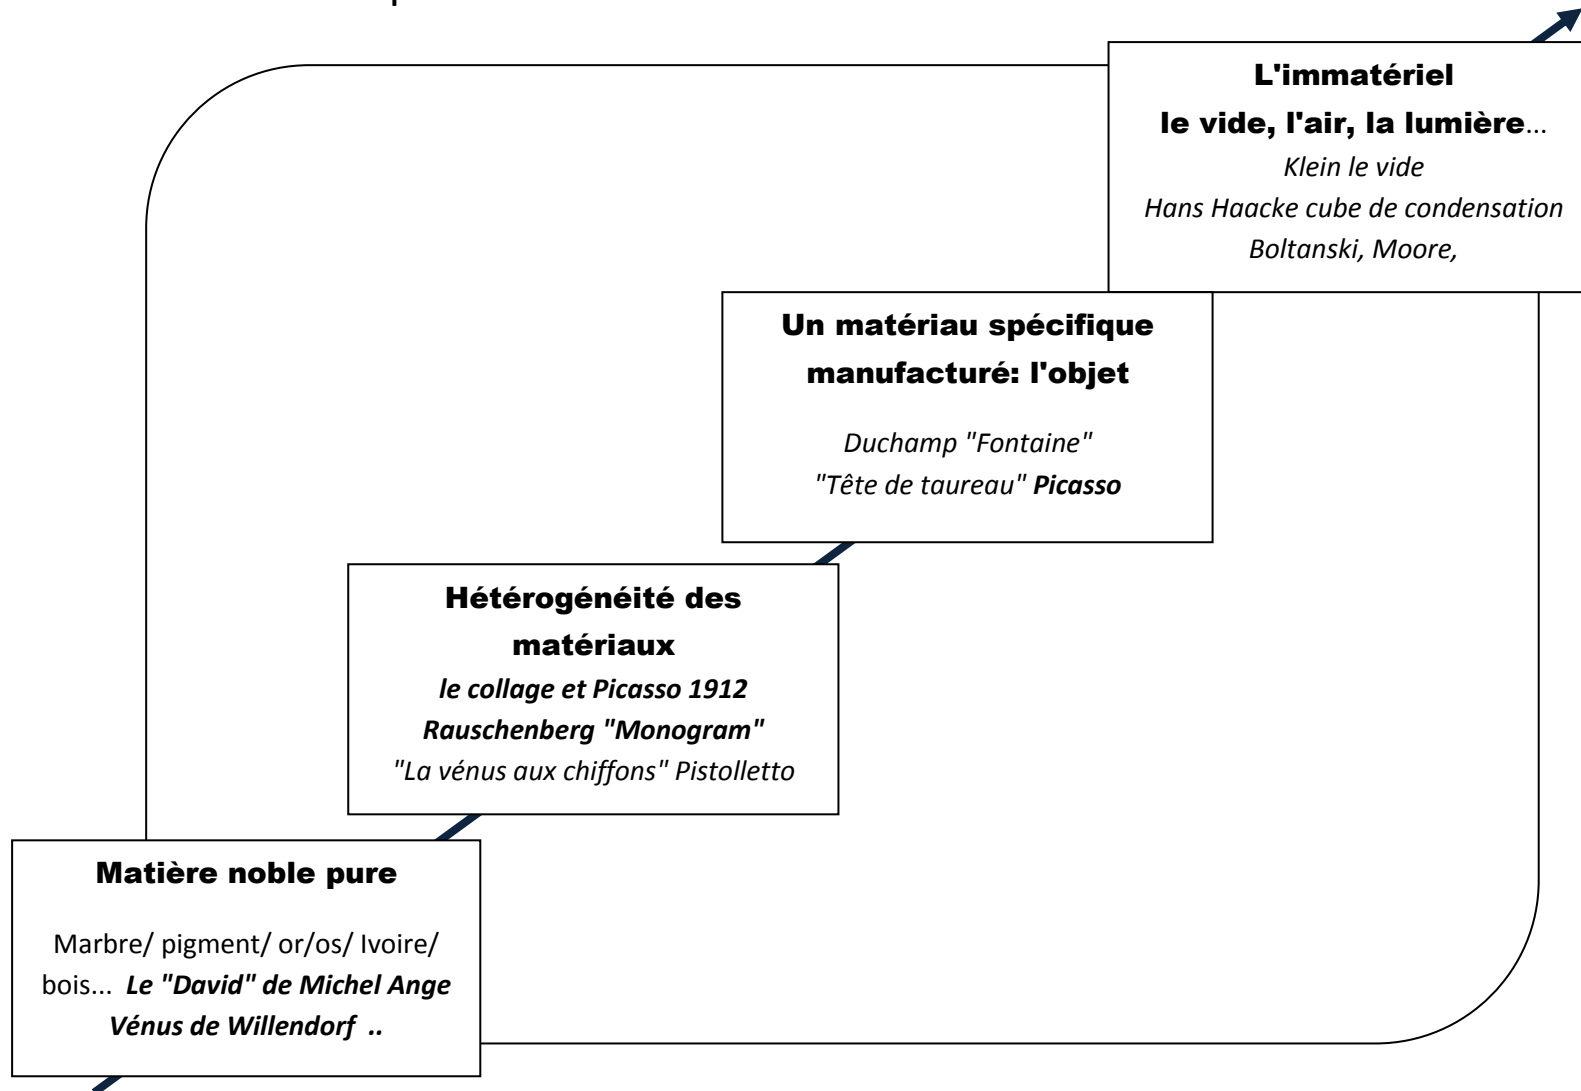 L'immatériel
le vide, l'air, la lumière...
Klein le vide
Hans Haacke cube de condensation
Boltanski, Moore,
Un matériau spécifique
manufacturé: l'objet
Duchamp "Fontaine"
"Tête de taureau" Picasso
Hétérogénéité des
matériaux
le collage et Picasso 1912
Rauschenberg "Monogram"
"La vénus aux chiffons" Pistolletto
Matière noble pure
Marbre/ pigment/ or/os/ Ivoire/
bois... Le "David" de Michel Ange
Vénus de Willendorf ..